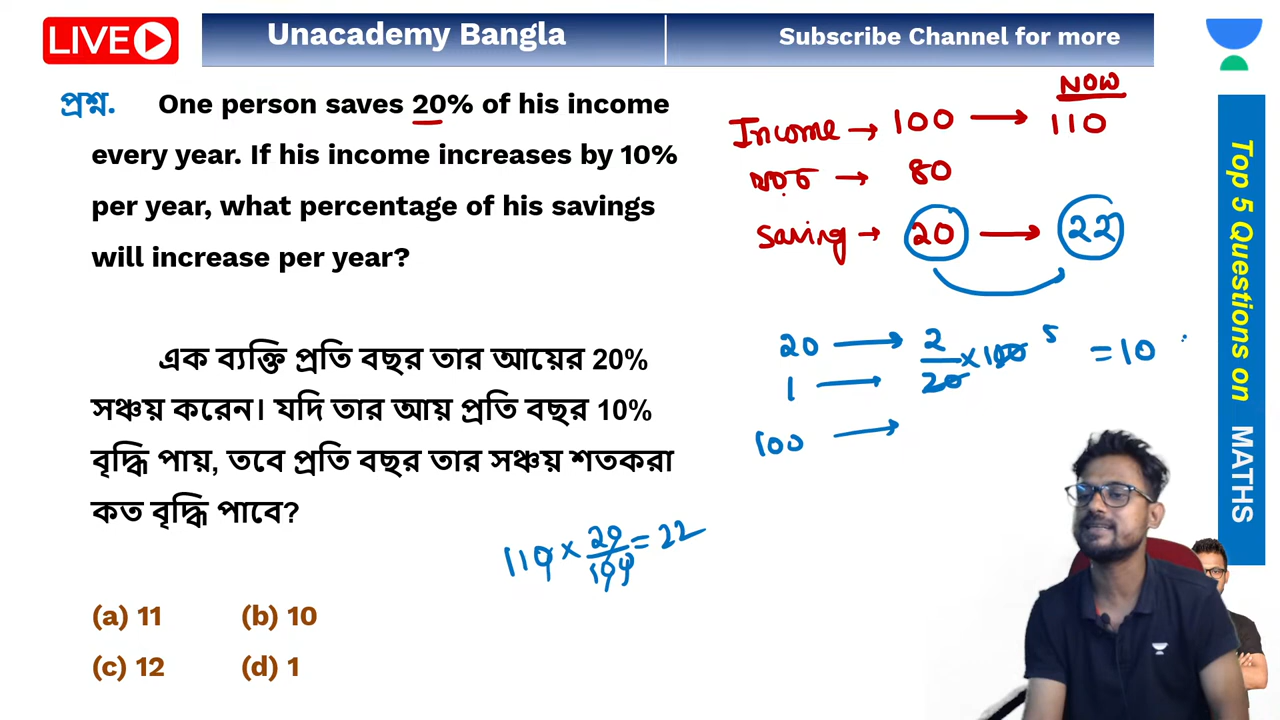 LIVE
Unacademy Bangla
Subscribe Channel for more
প্রশ্ন. One person saves 20% of his income
every year. If his income increases by 10%
per year, what percentage of his savings
will increase per year?
এক ব্যক্তি প্রতি বছর তার আয়ের 20%
সঞ্চয় করেন। যদি তার আয় প্রতি বছর 10%
বৃদ্ধি পায়, তবে প্রতি বছর তার সঞ্চয় শতকরা
কত বৃদ্ধি পাবে?
(a) 11 (b) 10
(c) 12 (d) 1
NOW
Income → 100 → 110
→ 80
Saving → 20 → 22
20 → 2/20 × 100 5 = 10
1 →
100 →
110 × 20/100 = 22
Top 5 Questions on MATHS